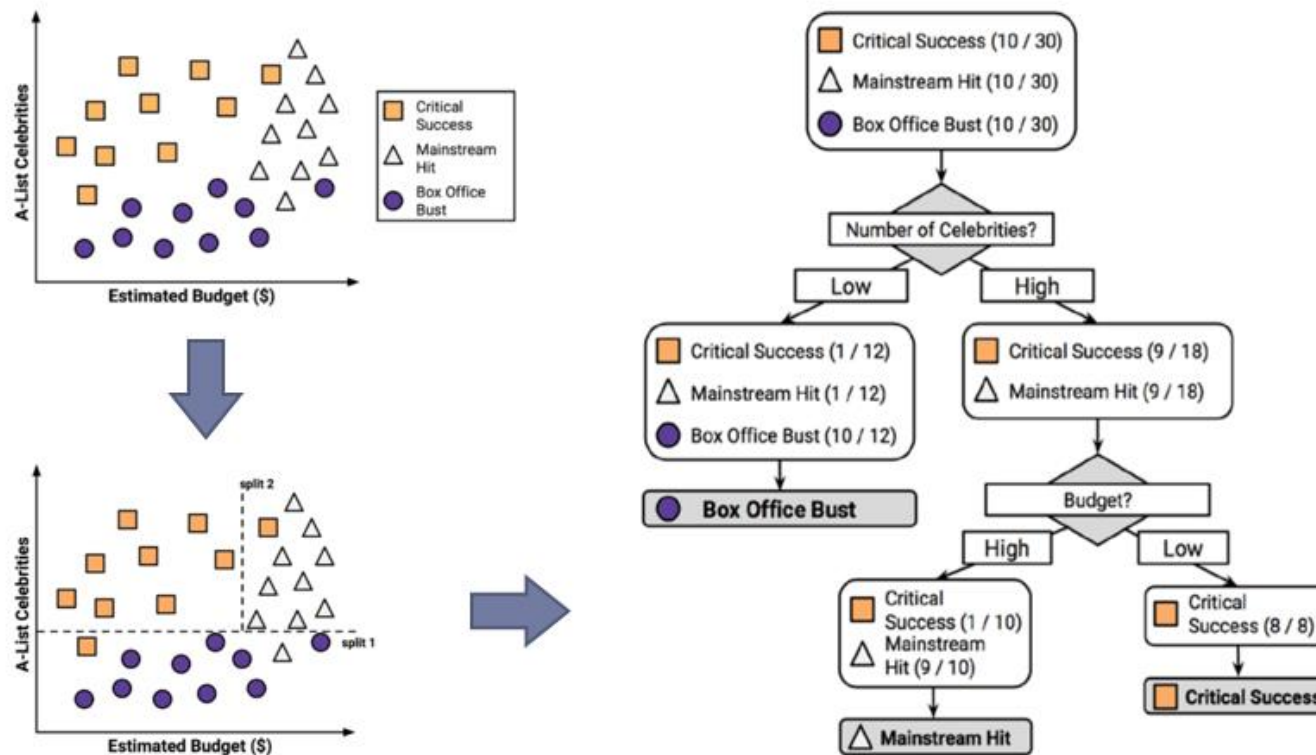 A-List Celebrities
Estimated Budget ($)
Critical
Success
Mainstream
Hit
Box Office
Bust
A-List Celebrities
split 2
split 1
Estimated Budget ($)
Critical Success (10 / 30)
Mainstream Hit (10 / 30)
Box Office Bust (10 / 30)
Number of Celebrities?
Low
High
Critical Success (1 / 12)
Mainstream Hit (1 / 12)
Box Office Bust (10 / 12)
Box Office Bust
Critical Success (9 / 18)
Mainstream Hit (9 / 18)
Budget?
High
Low
Critical
Success (1 / 10)
Mainstream
Hit (9 / 10)
Mainstream Hit
Critical
Success (8 / 8)
Critical Success